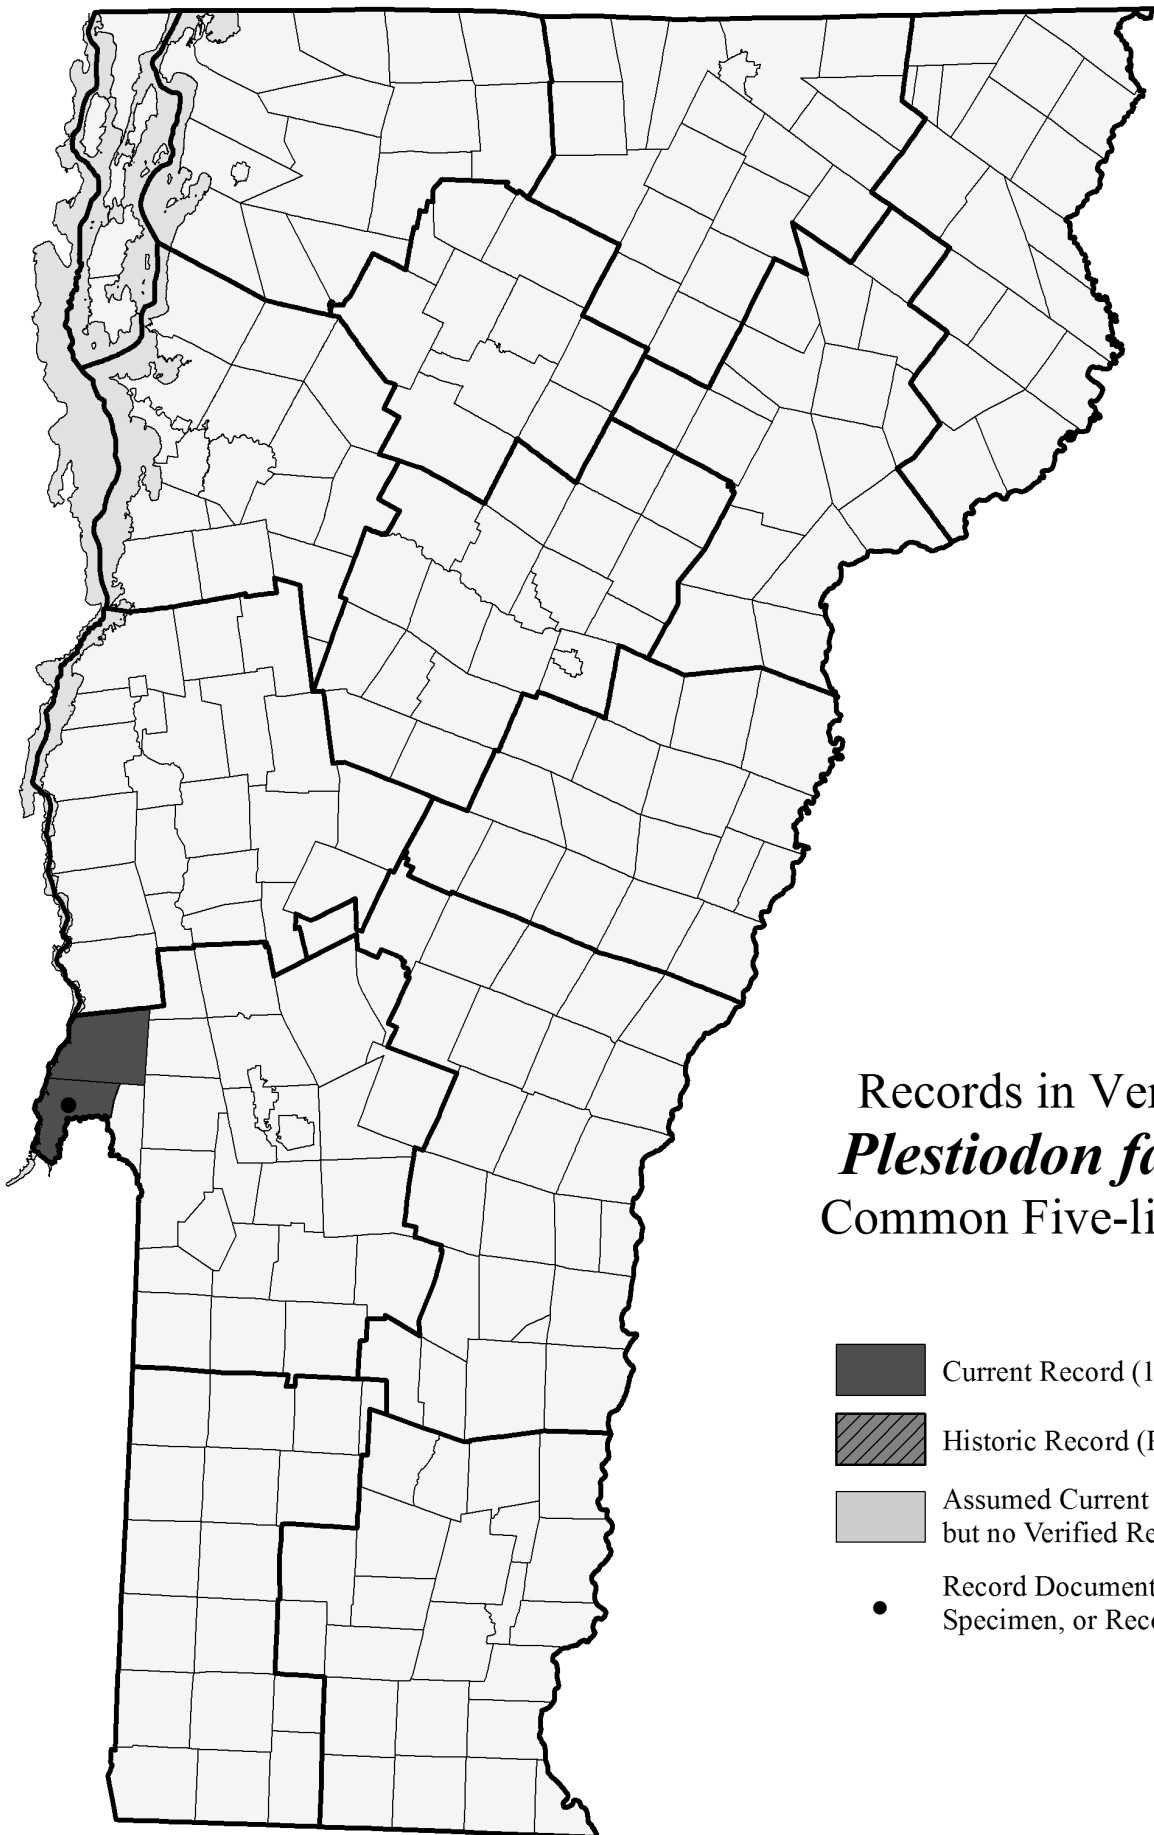 Records in Ver
Plestiodon fa
Common Five-li
Current Record (1
Historic Record (
Assumed Current
but no Verified Re
Record Document
Specimen, or Reco